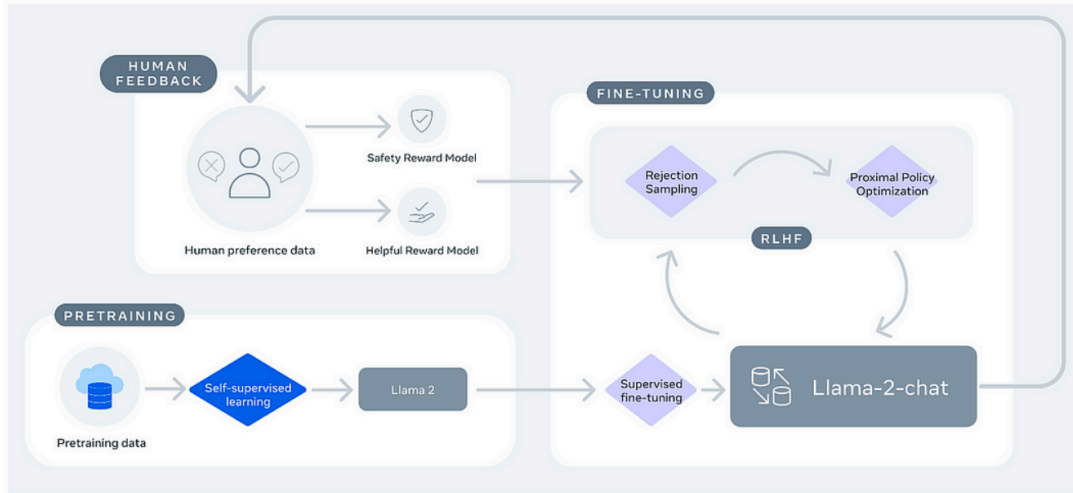 HUMAN
FEEDBACK
Safety Reward Model
Human preference data
Helpful Reward Model
FINE-TUNING
Rejection
Sampling
Proximal Policy
Optimization
RLHF
PRETRAINING
Pretraining data
Self-supervised
learning
Llama 2
Supervised
fine-tuning
Llama-2-chat